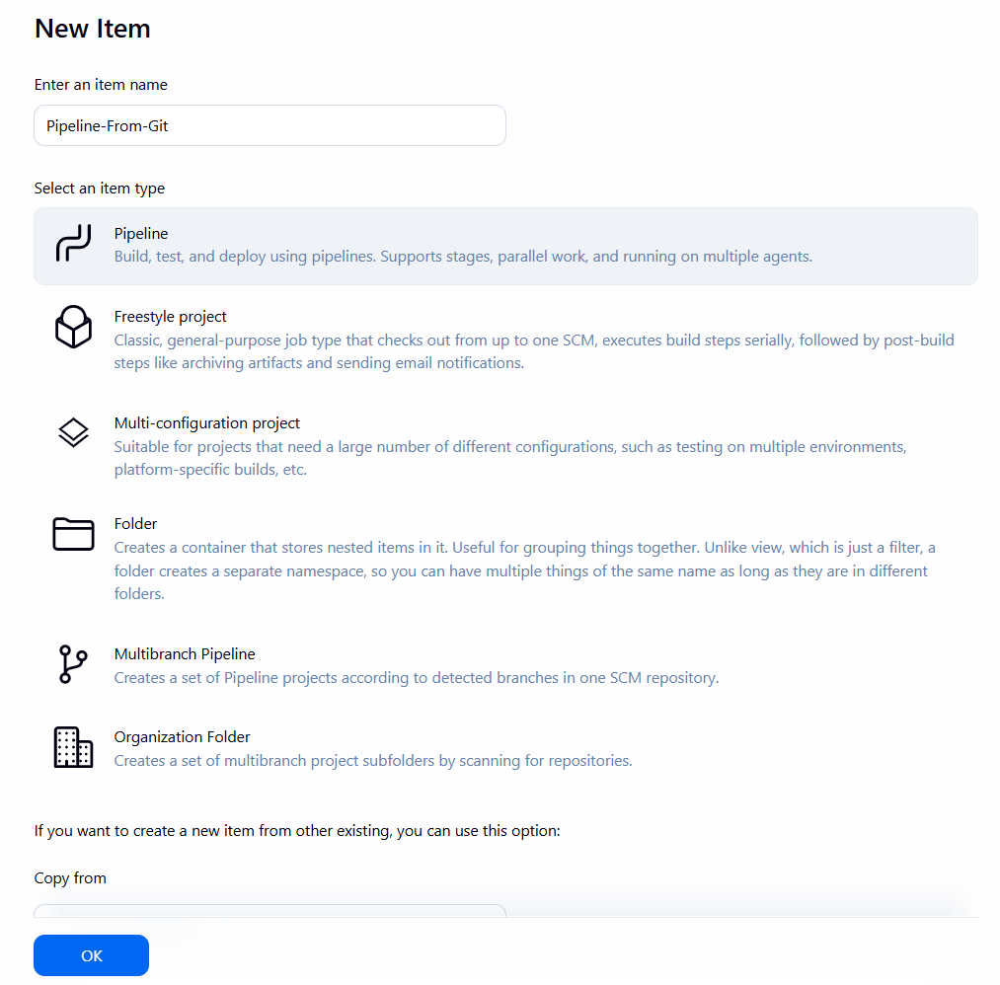 New Item
Enter an item name
Pipeline-From-Git
Select an item type
Pipeline
Build, test, and deploy using pipelines. Supports stages, parallel work, and running on multiple agents.
Freestyle project
Classic, general-purpose job type that checks out from up to one SCM, executes build steps serially, followed by post-build
steps like archiving artifacts and sending email notifications.
Multi-configuration project
Suitable for projects that need a large number of different configurations, such as testing on multiple environments,
platform-specific builds, etc.
Folder
Creates a container that stores nested items in it. Useful for grouping things together. Unlike view, which is just a filter, a
folder creates a separate namespace, so you can have multiple things of the same name as long as they are in different
folders.
Multibranch Pipeline
Creates a set of Pipeline projects according to detected branches in one SCM repository.
Organization Folder
Creates a set of multibranch project subfolders by scanning for repositories.
If you want to create a new item from other existing, you can use this option:
Copy from
OK